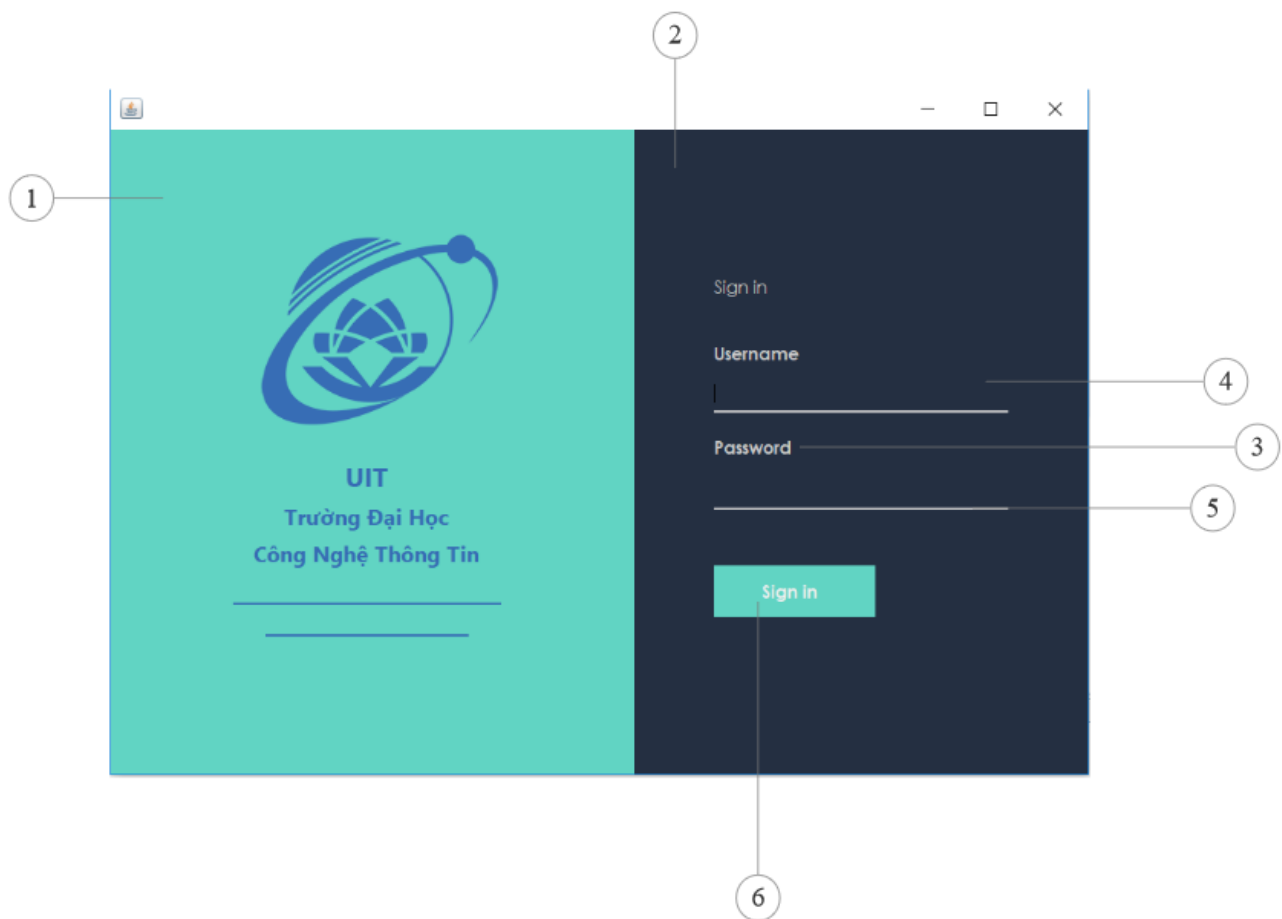 2
1
UIT
Trường Đại Học
Công Nghệ Thông Tin
Sign in
Username
4
Password
3
5
Sign in
6